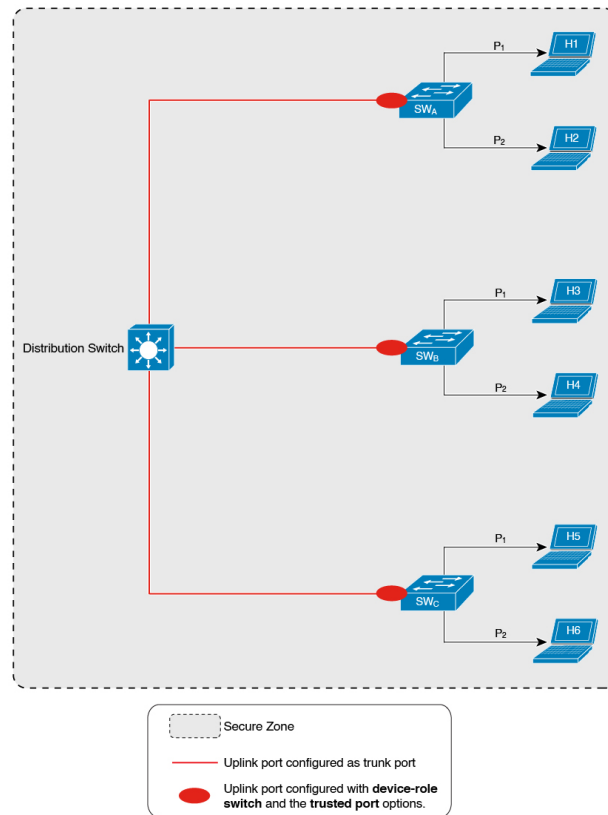 P1
H1
SWA
P2
H2
P1
H3
Distribution Switch
SWB
P2
H4
P1
H5
SWC
P2
H6
Secure Zone
Uplink port configured as trunk port
Uplink port configured with device-role
switch and the trusted port options.